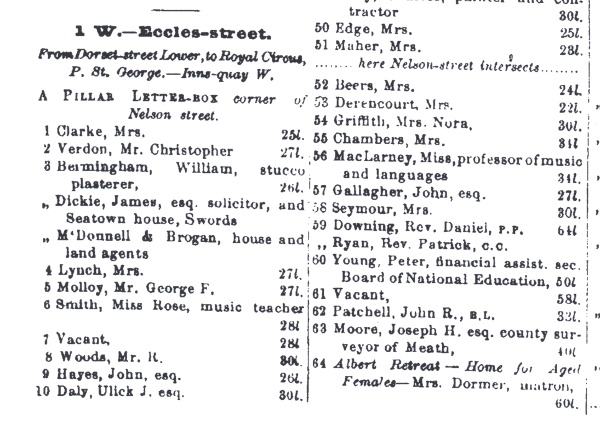 1 W.—Eccles-street.
From Dorset-street Lower, to Royal Circus,
P. St. George.—Inns-quay W.
A PILLAR LETTER-BOX corner of
Nelson street.
1 Clarke, Mrs. 25l.
2 Verdon, Mr. Christopher 27l.
3 Bermingham, William, stucco
plasterer, 26l.
„ Dickie, James, esq. solicitor, and
Seatown house, Swords
„ M'Donnell & Brogan, house and
land agents
4 Lynch, Mrs. 27l.
5 Molloy, Mr. George F. 27l.
6 Smith, Miss Rose, music teacher
28l
7 Vacant, 28l
8 Woods, Mr. R. 30l.
9 Hayes, John, esq. 26l.
10 Daly, Ulick J. esq. 30l.
tractor 30l.
50 Edge, Mrs. 25l.
51 Maher, Mrs. 28l.
........ here Nelson-street intersects........
52 Beers, Mrs. 24l.
53 Derencourt, Mrs. 22l.
54 Griffith, Mrs. Nora, 30l.
55 Chambers, Mrs. 34l
56 MacLarney, Miss, professor of music
and languages 34l.
57 Gallagher, John, esq. 27l.
58 Seymour, Mrs. 30l.
59 Downing, Rev. Daniel, P.P. 64l
„ Ryan, Rev. Patrick, C.C.
60 Young, Peter, financial assist. sec.
Board of National Education, 50l
61 Vacant, 58l.
62 Patchell, John R., B.L. 33l.
63 Moore, Joseph H. esq. county sur-
veyor of Meath, 40l
64 Albert Retreat — Home for Aged
Females—Mrs. Dormer, matron,
60l.